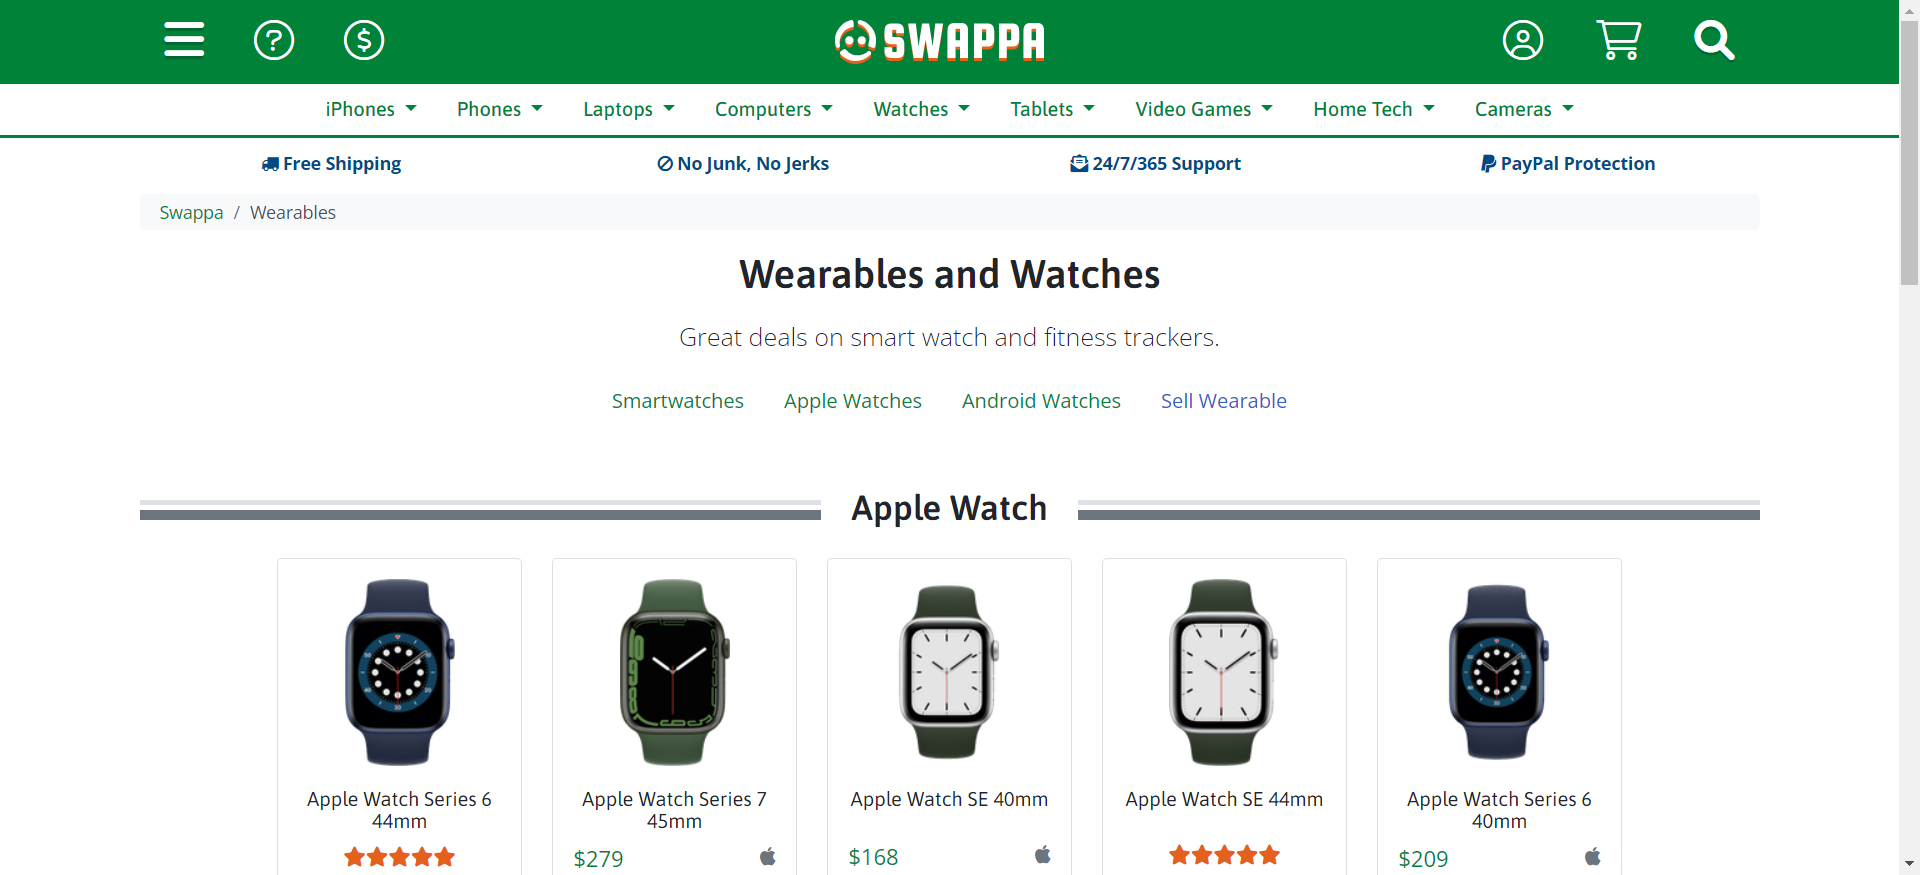 SWAPPA
iPhones Phones Laptops Computers Watches Tablets Video Games Home Tech Cameras
Free Shipping No Junk, No Jerks 24/7/365 Support PayPal Protection
Swappa / Wearables
Wearables and Watches
Great deals on smart watch and fitness trackers.
Smartwatches Apple Watches Android Watches Sell Wearable
Apple Watch
Apple Watch Series 6 44mm
Apple Watch Series 7 45mm
$279
Apple Watch SE 40mm
$168
Apple Watch SE 44mm
Apple Watch Series 6 40mm
$209